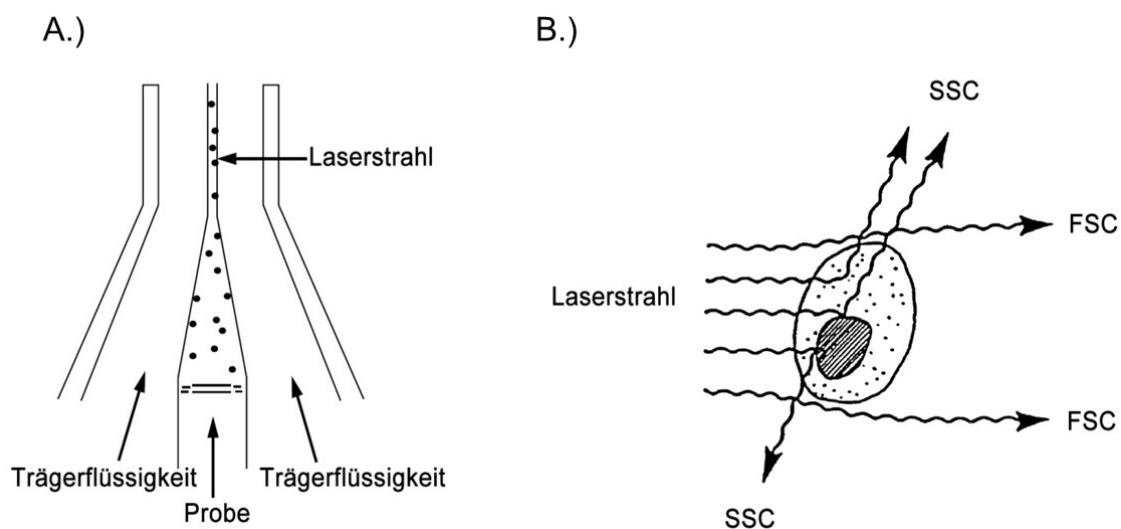 A.)
Laserstrahl
Trägerflüssigkeit
Trägerflüssigkeit
Probe
B.)
SSC
FSC
Laserstrahl
FSC
SSC